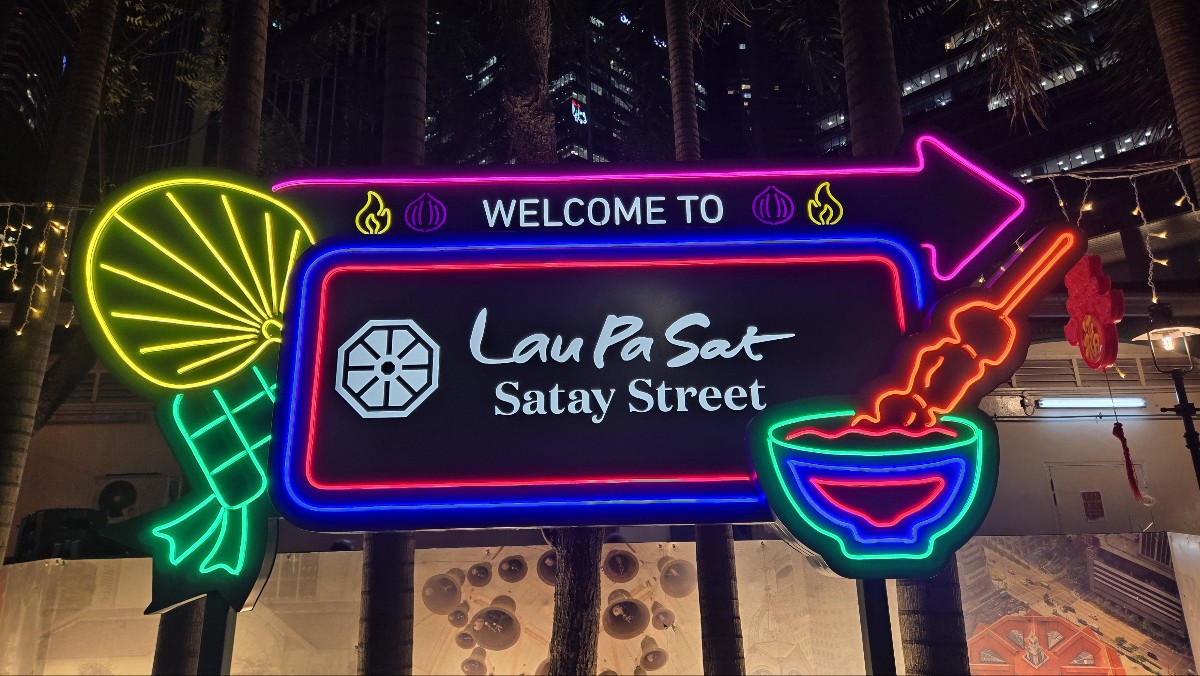 WELCOME TO
Lau Pa Sat
Satay Street